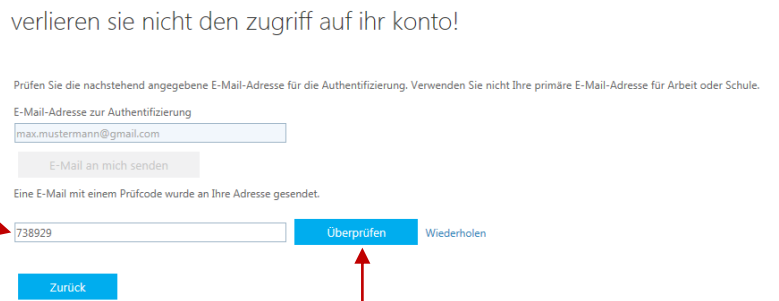 verlieren sie nicht den zugriff auf ihr konto!
Prüfen Sie die nachstehend angegebene E-Mail-Adresse für die Authentifizierung. Verwenden Sie nicht Ihre primäre E-Mail-Adresse für Arbeit oder Schule.
E-Mail-Adresse zur Authentifizierung
max.mustermann@gmail.com
E-Mail an mich senden
Eine E-Mail mit einem Prüfcode wurde an Ihre Adresse gesendet.
738929 Überprüfen Wiederholen
Zurück